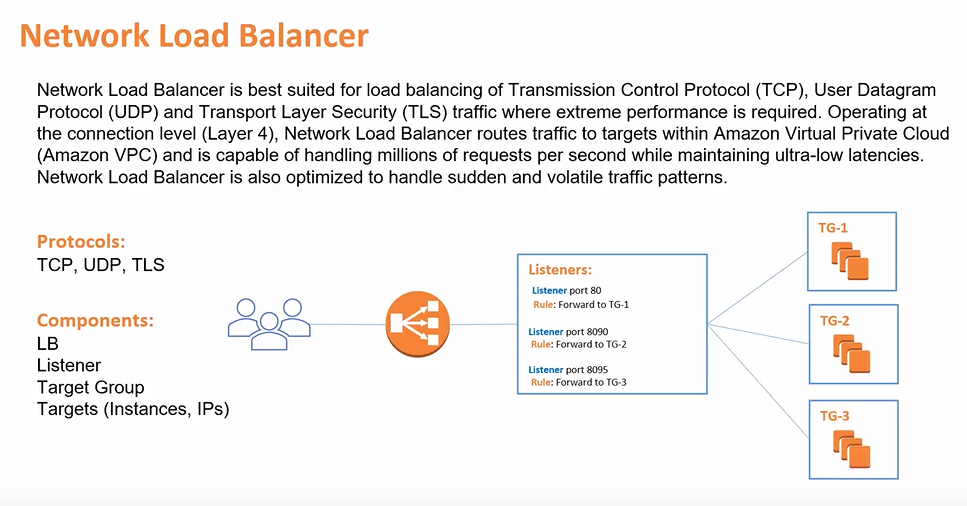 Network Load Balancer
Network Load Balancer is best suited for load balancing of Transmission Control Protocol (TCP), User Datagram
Protocol (UDP) and Transport Layer Security (TLS) traffic where extreme performance is required. Operating at
the connection level (Layer 4), Network Load Balancer routes traffic to targets within Amazon Virtual Private Cloud
(Amazon VPC) and is capable of handling millions of requests per second while maintaining ultra-low latencies.
Network Load Balancer is also optimized to handle sudden and volatile traffic patterns.
Protocols:
TCP, UDP, TLS
Components:
LB
Listener
Target Group
Targets (Instances, IPs)
Listeners:
Listener port 80
Rule: Forward to TG-1
Listener port 8090
Rule: Forward to TG-2
Listener port 8095
Rule: Forward to TG-3
TG-1
TG-2
TG-3